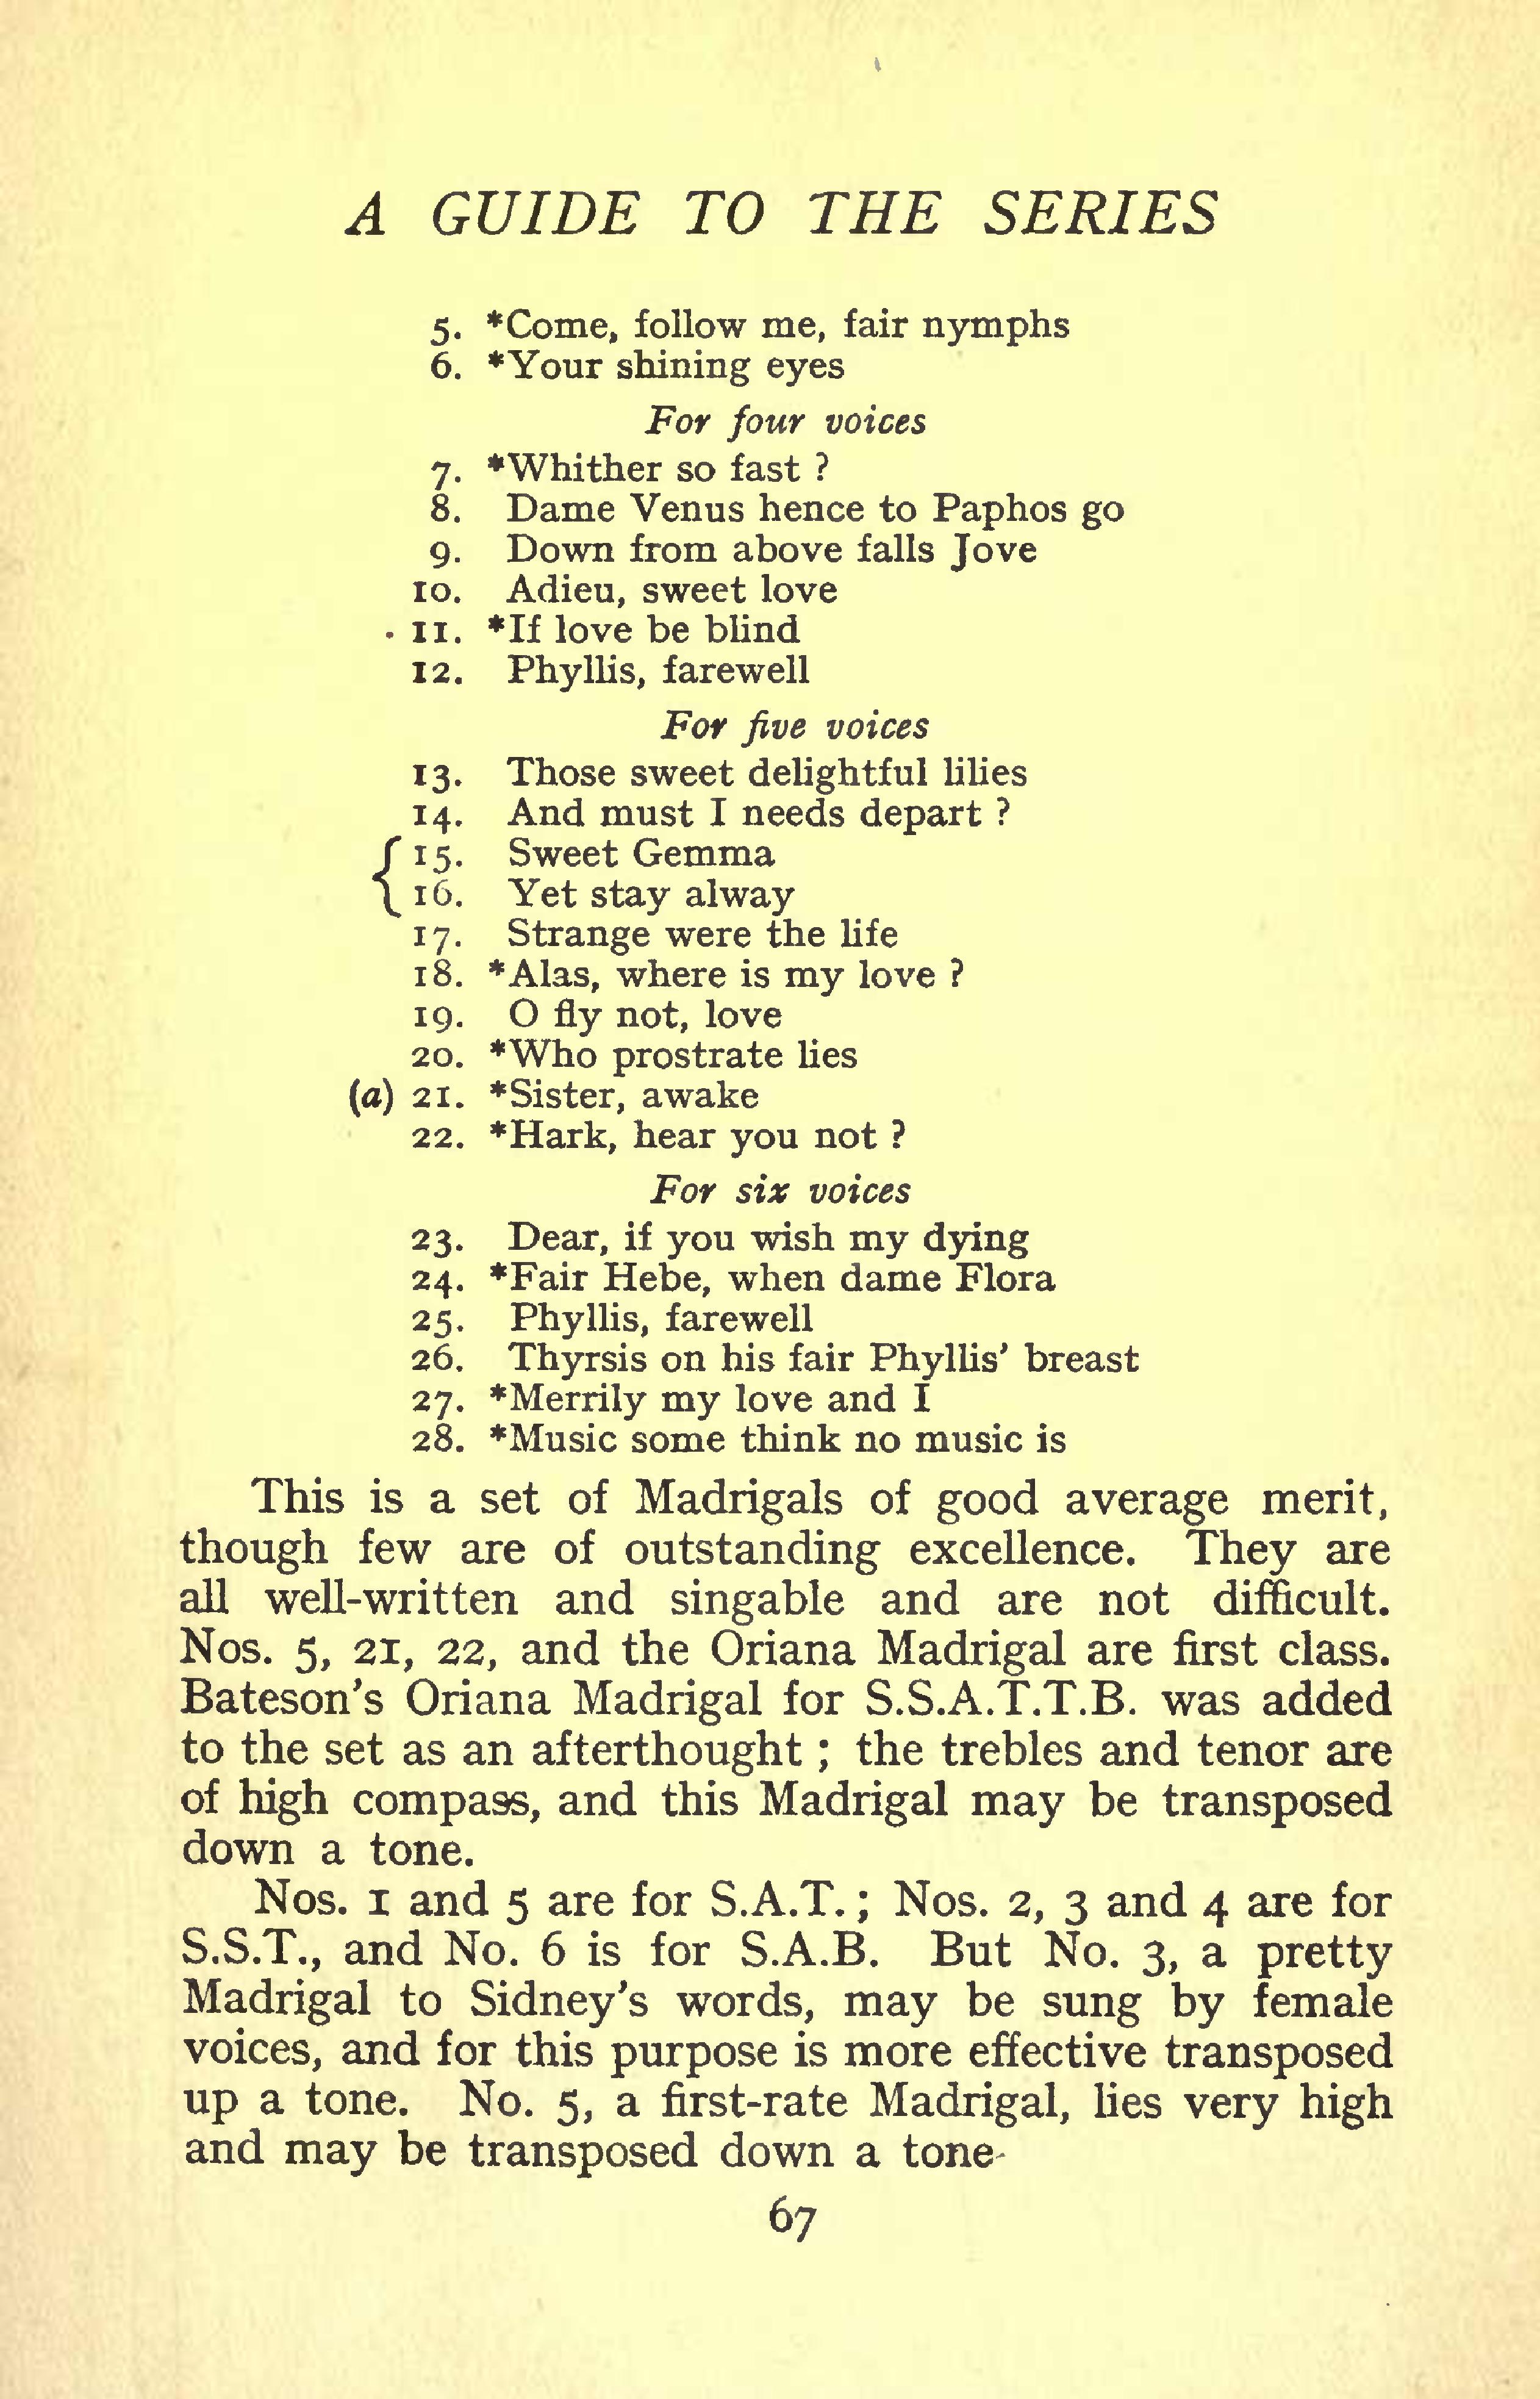 A GUIDE TO THE SERIES
5. *Come, follow me, fair nymphs
6. *Your shining eyes
For four voices
7. *Whither so fast ?
8. Dame Venus hence to Paphos go
9. Down from above falls Jove
10. Adieu, sweet love
11. *If love be blind
12. Phyllis, farewell
For five voices
13. Those sweet delightful lilies
14. And must I needs depart ?
{ 15. Sweet Gemma
16. Yet stay alway
17. Strange were the life
18. *Alas, where is my love ?
19. O fly not, love
20. *Who prostrate lies
(a) 21. *Sister, awake
22. *Hark, hear you not ?
For six voices
23. Dear, if you wish my dying
24. *Fair Hebe, when dame Flora
25. Phyllis, farewell
26. Thyrsis on his fair Phyllis' breast
27. *Merrily my love and I
28. *Music some think no music is
This is a set of Madrigals of good average merit,
though few are of outstanding excellence. They are
all well-written and singable and are not difficult.
Nos. 5, 21, 22, and the Oriana Madrigal are first class.
Bateson's Oriana Madrigal for S.S.A.T.T.B. was added
to the set as an afterthought ; the trebles and tenor are
of high compass, and this Madrigal may be transposed
down a tone.
Nos. 1 and 5 are for S.A.T. ; Nos. 2, 3 and 4 are for
S.S.T., and No. 6 is for S.A.B. But No. 3, a pretty
Madrigal to Sidney's words, may be sung by female
voices, and for this purpose is more effective transposed
up a tone. No. 5, a first-rate Madrigal, lies very high
and may be transposed down a tone-
67